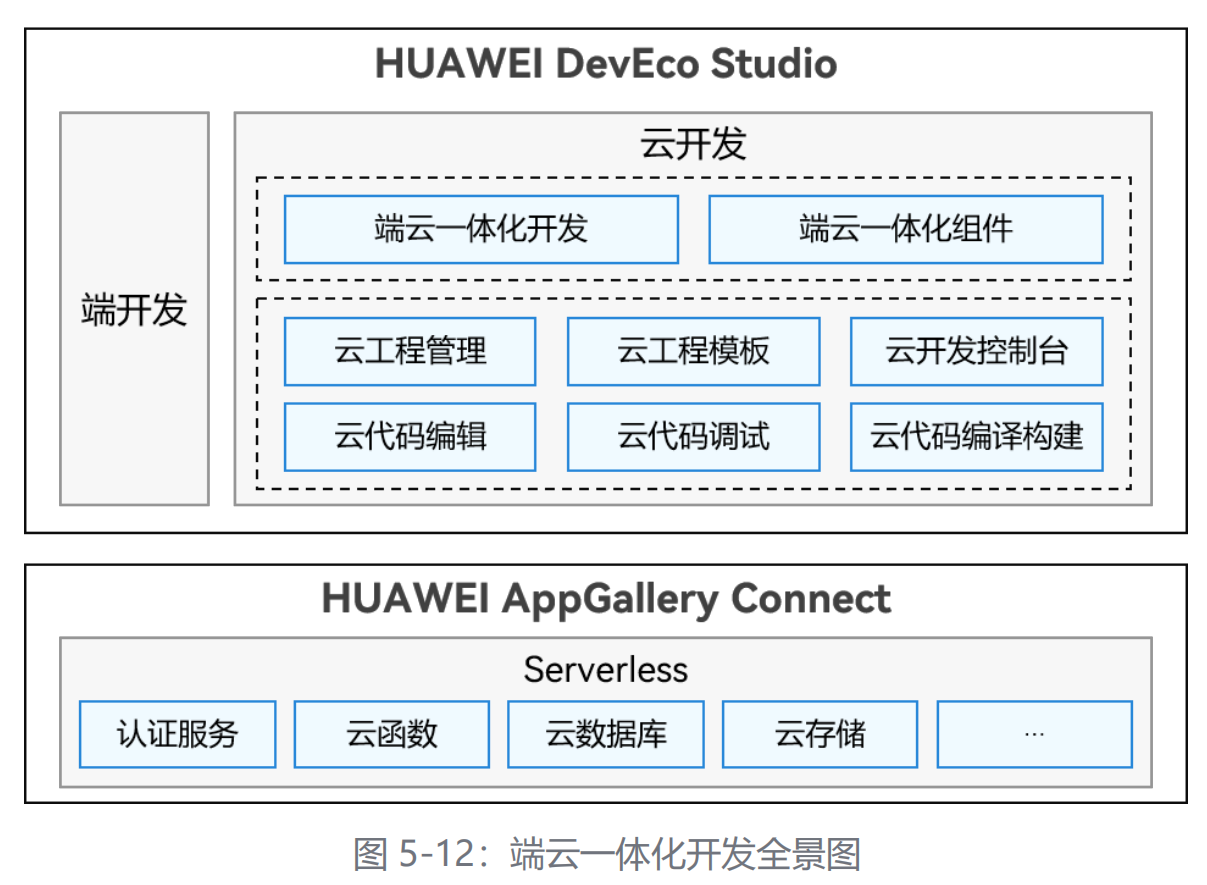 HUAWEI DevEco Studio
端开发
云开发
端云一体化开发
端云一体化组件
云工程管理
云工程模板
云开发控制台
云代码编辑
云代码调试
云代码编译构建
HUAWEI AppGallery Connect
Serverless
认证服务
云函数
云数据库
云存储
...
图 5-12：端云一体化开发全景图